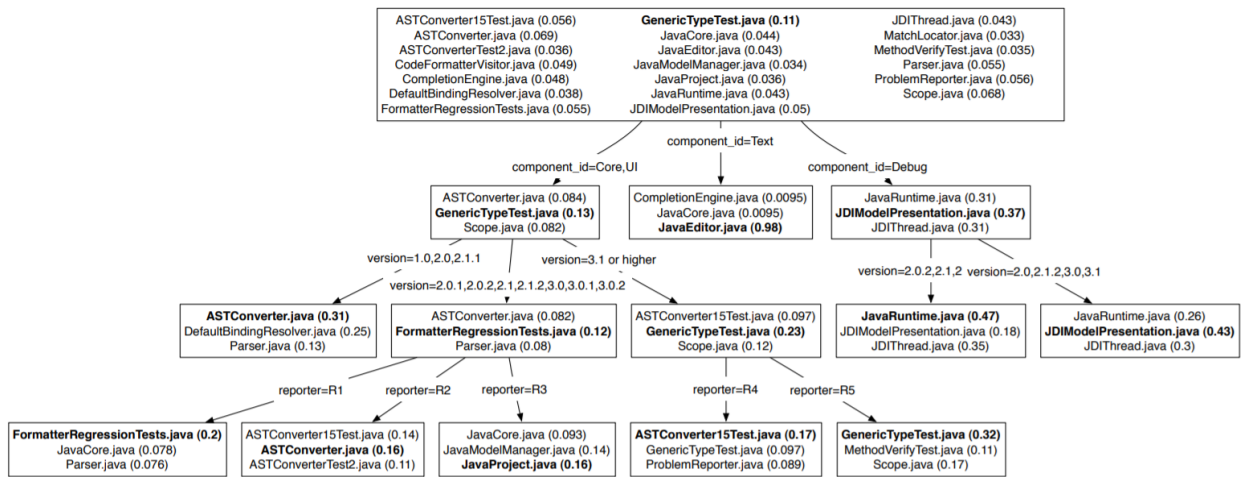 ASTConverter15Test.java (0.056)
ASTConverter.java (0.069)
ASTConverterTest2.java (0.036)
CodeFormatterVisitor.java (0.049)
CompletionEngine.java (0.048)
DefaultBindingResolver.java (0.038)
FormatterRegressionTests.java (0.055)
GenericTypeTest.java (0.11)
JavaCore.java (0.044)
JavaEditor.java (0.043)
JavaModelManager.java (0.034)
JavaProject.java (0.036)
JavaRuntime.java (0.043)
JDIModelPresentation.java (0.05)
JDIThread.java (0.043)
MatchLocator.java (0.033)
MethodVerifyTest.java (0.035)
Parser.java (0.055)
ProblemReporter.java (0.056)
Scope.java (0.068)
component_id=Core,UI
component_id=Text
component_id=Debug
ASTConverter.java (0.084)
GenericTypeTest.java (0.13)
Scope.java (0.082)
CompletionEngine.java (0.0095)
JavaCore.java (0.0095)
JavaEditor.java (0.98)
JavaRuntime.java (0.31)
JDIModelPresentation.java (0.37)
JDIThread.java (0.31)
version=1.0,2.0,2.1.1
version=2.0.1,2.0.2,2.1,2.1.2,3.0,3.0.1,3.0.2
version=3.1 or higher
version=2.0.2,2.1,2
version=2.0,2.1.2,3.0,3.1
ASTConverter.java (0.31)
DefaultBindingResolver.java (0.25)
Parser.java (0.13)
ASTConverter.java (0.082)
FormatterRegressionTests.java (0.12)
Parser.java (0.08)
ASTConverter15Test.java (0.097)
GenericTypeTest.java (0.23)
Scope.java (0.12)
JavaRuntime.java (0.47)
JDIModelPresentation.java (0.18)
JDIThread.java (0.35)
JavaRuntime.java (0.26)
JDIModelPresentation.java (0.43)
JDIThread.java (0.3)
reporter=R1
reporter=R2
reporter=R3
reporter=R4
reporter=R5
FormatterRegressionTests.java (0.2)
JavaCore.java (0.078)
Parser.java (0.076)
ASTConverter15Test.java (0.14)
ASTConverter.java (0.16)
ASTConverterTest2.java (0.11)
JavaCore.java (0.093)
JavaModelManager.java (0.14)
JavaProject.java (0.16)
ASTConverter15Test.java (0.17)
GenericTypeTest.java (0.097)
ProblemReporter.java (0.089)
GenericTypeTest.java (0.32)
MethodVerifyTest.java (0.11)
Scope.java (0.17)